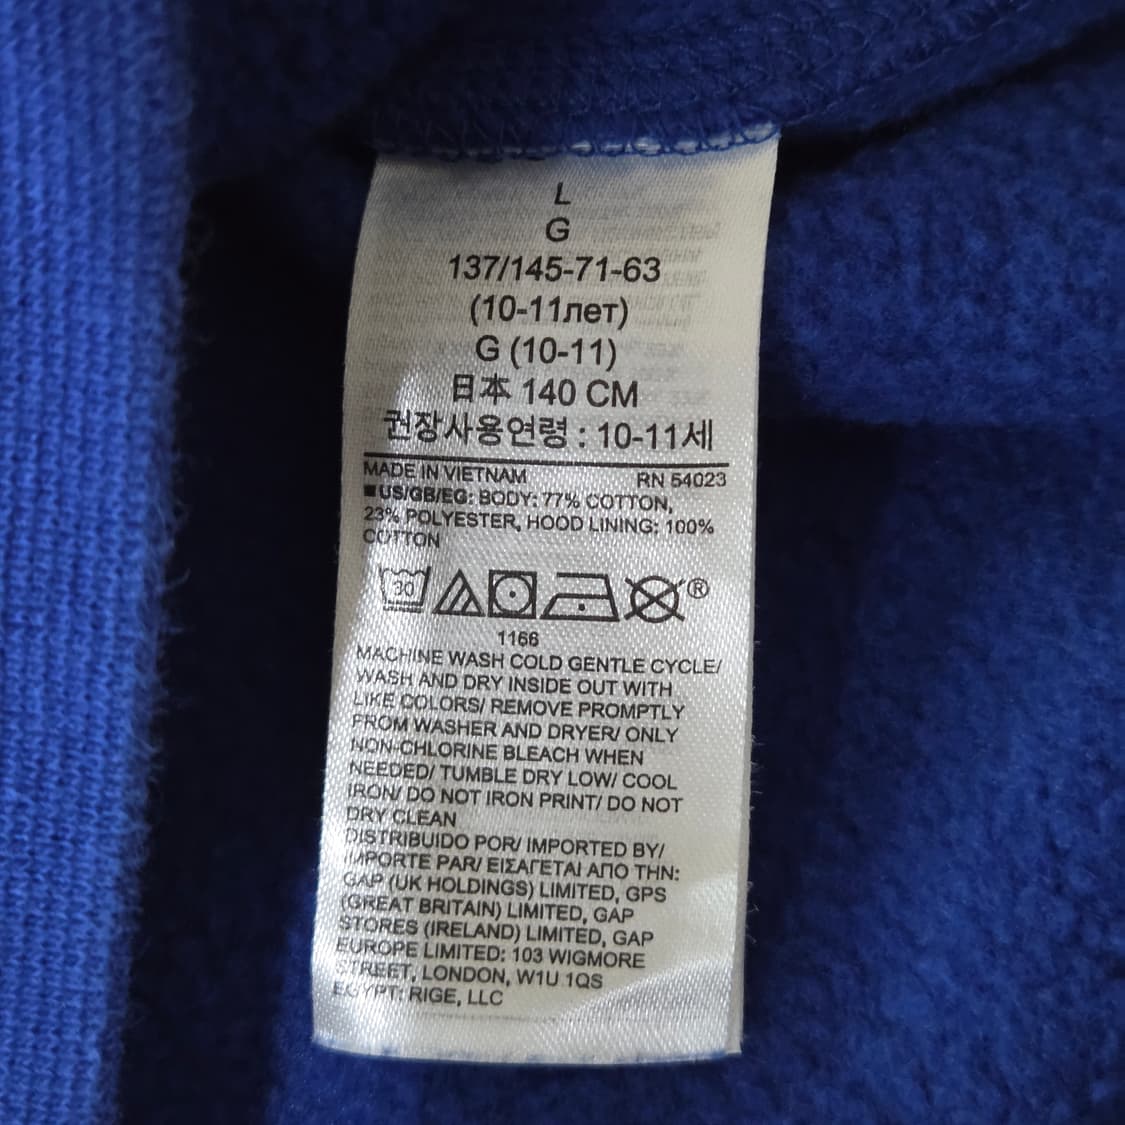 L
G
137/145-71-63
(10-11лет)
G (10-11)
日本 140 CM
권장사용연령 : 10-11세
MADE IN VIETNAM RN 54023
■US/GB/EG: BODY: 77% COTTON,
23% POLYESTER, HOOD LINING: 100%
COTTON
30 ®
1166
MACHINE WASH COLD GENTLE CYCLE/
WASH AND DRY INSIDE OUT WITH
LIKE COLORS/ REMOVE PROMPTLY
FROM WASHER AND DRYER/ ONLY
NON-CHLORINE BLEACH WHEN
NEEDED/ TUMBLE DRY LOW/ COOL
IRON/ DO NOT IRON PRINT/ DO NOT
DRY CLEAN
DISTRIBUIDO POR/ IMPORTED BY/
IMPORTE PAR/ ΕΙΣΑΓΕΤΑΙ ΑΠΟ ΤΗΝ:
GAP (UK HOLDINGS) LIMITED, GPS
(GREAT BRITAIN) LIMITED, GAP
STORES (IRELAND) LIMITED, GAP
EUROPE LIMITED: 103 WIGMORE
STREET, LONDON, W1U 1QS
EGYPT: RIGE, LLC